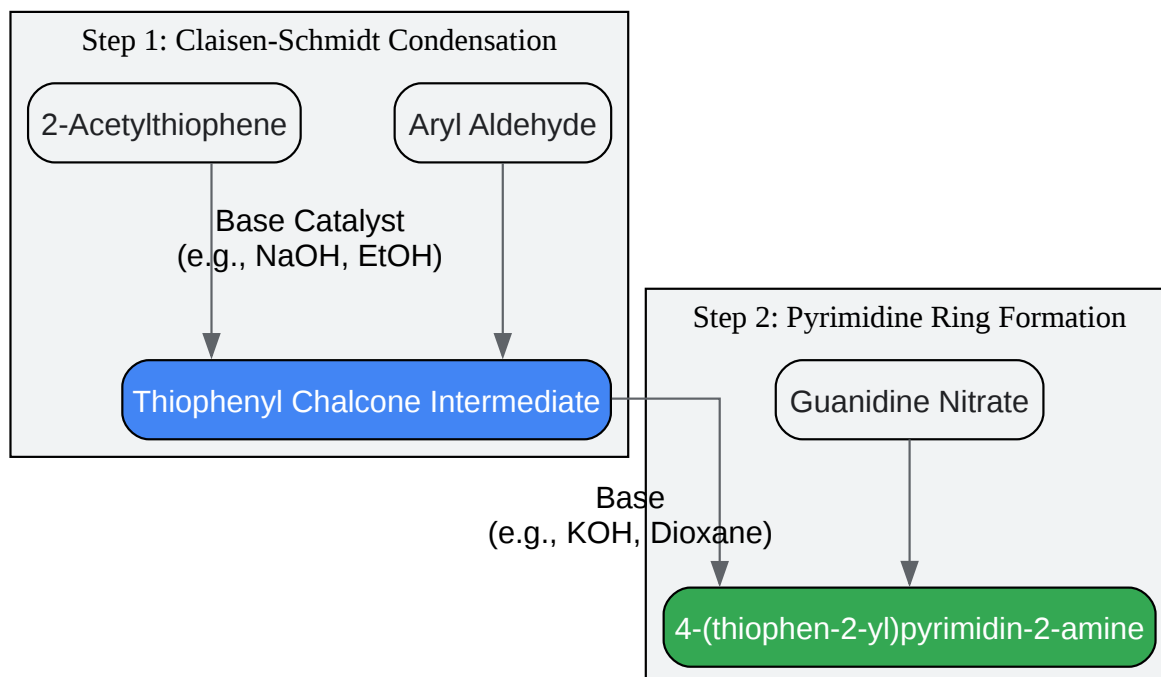 Step 1: Claisen-Schmidt Condensation
2-Acetylthiophene
Aryl Aldehyde
Base Catalyst
(e.g., NaOH, EtOH)
Thiophenyl Chalcone Intermediate
Step 2: Pyrimidine Ring Formation
Guanidine Nitrate
Base
(e.g., KOH, Dioxane)
4-(thiophen-2-yl)pyrimidin-2-amine